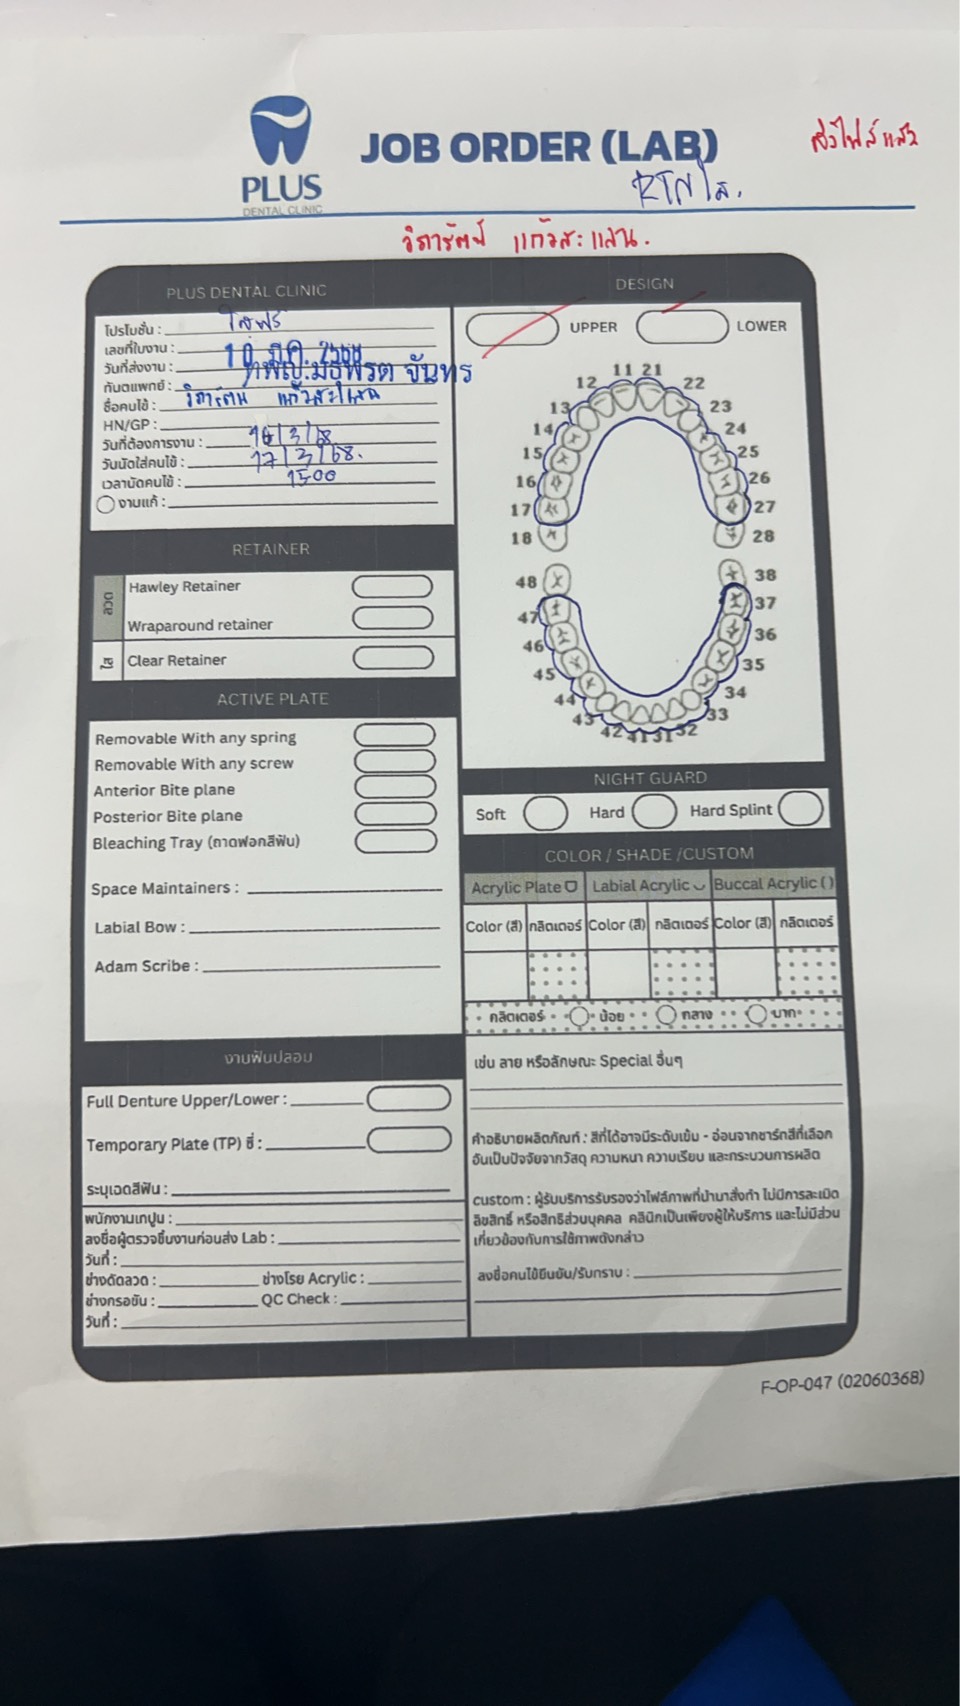 PLUS
DENTAL CLINIC
JOB ORDER (LAB)
ส่งไฟล์แล้ว
RTNใส.
วิภารัตน์ แก้วสะแสน.
PLUS DENTAL CLINIC
โปรโมชั่น : ใสฟรี
เลขที่ใบงาน :
วันที่ส่งงาน : 10 มี.ค. 2568
ทันตแพทย์ : ทพญ.มธุพรต จันทร
ชื่อคนไข้ : วิภารัตน์ แก้วสะแสน
HN/GP :
วันที่ต้องการงาน : 16/3/68
วันนัดใส่คนไข้ : 17/3/68.
เวลานัดคนไข้ : 1500
งานแก้ :
DESIGN
UPPER
LOWER
11 21
12 22
13 23
14 24
15 25
16 26
17 27
18 28
48 38
47 37
46 36
45 35
44 34
43 33
42 41 31 32
RETAINER
ลวด
Hawley Retainer
Wraparound retainer
ใส
Clear Retainer
ACTIVE PLATE
Removable With any spring
Removable With any screw
Anterior Bite plane
Posterior Bite plane
Bleaching Tray (ถาดฟอกสีฟัน)
Space Maintainers :
Labial Bow :
Adam Scribe :
NIGHT GUARD
Soft Hard Hard Splint
COLOR / SHADE /CUSTOM
Acrylic Plate Labial Acrylic Buccal Acrylic ( )
Color (สี) กลิตเตอร์ Color (สี) กลิตเตอร์ Color (สี) กลิตเตอร์
กลิตเตอร์ น้อย กลาง มาก
เช่น ลาย หรือลักษณะ Special อื่นๆ
คำอธิบายผลิตภัณฑ์ : สีที่ได้อาจมีระดับเข้ม - อ่อนจากชาร์ทสีที่เลือก
อันเป็นปัจจัยจากวัสดุ ความหนา ความเรียบ และกระบวนการผลิต
custom : ผู้รับบริการรับรองว่าไฟล์ภาพที่นำมาสั่งทำ ไม่มีการละเมิด
ลิขสิทธิ์ หรือสิทธิส่วนบุคคล คลินิกเป็นเพียงผู้ให้บริการ และไม่มีส่วน
เกี่ยวข้องกับการใช้ภาพดังกล่าว
ลงชื่อคนไข้ยืนยัน/รับทราบ :
งานฟันปลอม
Full Denture Upper/Lower :
Temporary Plate (TP) ซี่ :
ระบุเฉดสีฟัน :
พนักงานเทปูน :
ลงชื่อผู้ตรวจชิ้นงานก่อนส่ง Lab :
วันที่ :
ช่างดัดลวด : ช่างโรย Acrylic :
ช่างกรอขัน : QC Check :
วันที่ :
F-OP-047 (02060368)